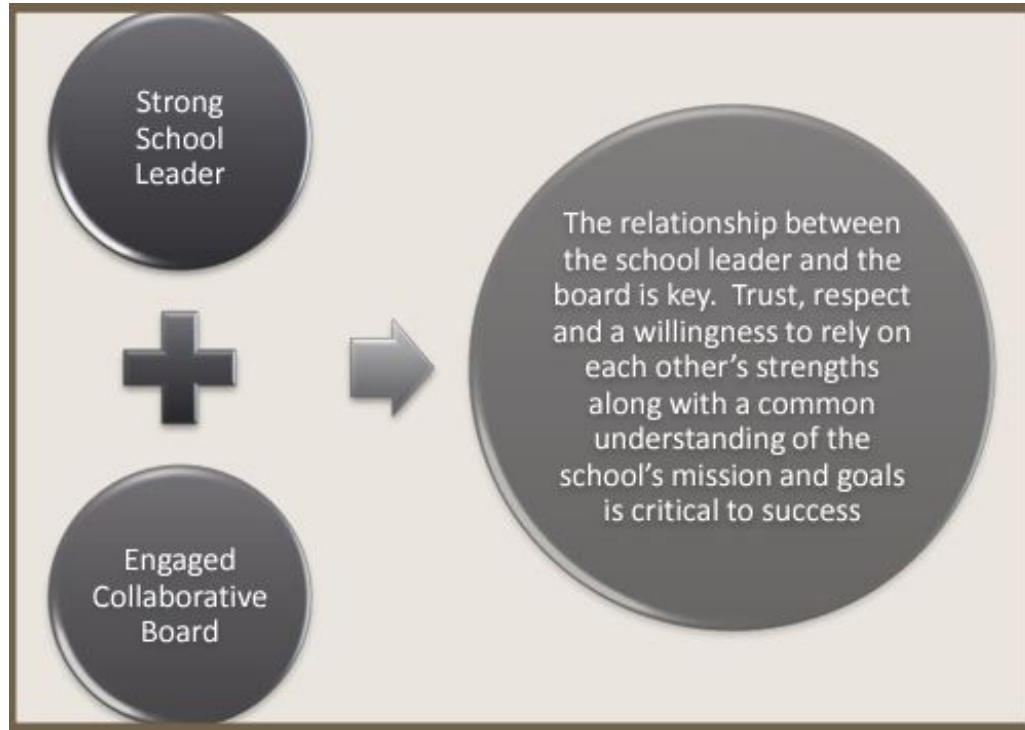 Strong
School
Leader
Engaged
Collaborative
Board
The relationship between
the school leader and the
board is key.  Trust, respect
and a willingness to rely on
each other’s strengths
along with a common
understanding of the
school’s mission and goals
is critical to success